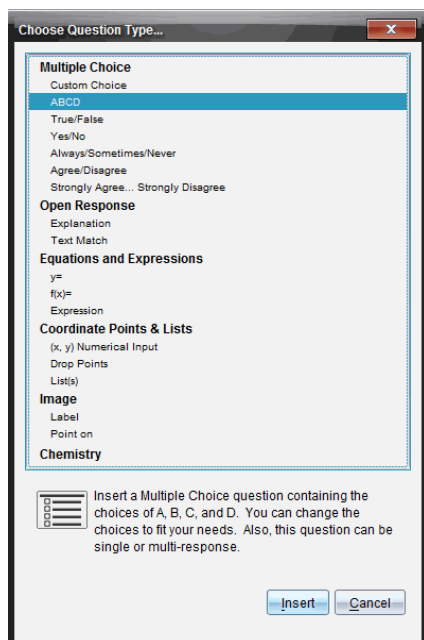 Choose Question Type...
Multiple Choice
Custom Choice
ABCD
True/False
Yes/No
Always/Sometimes/Never
Agree/Disagree
Strongly Agree... Strongly Disagree
Open Response
Explanation
Text Match
Equations and Expressions
y=
f(x)=
Expression
Coordinate Points & Lists
(x, y) Numerical Input
Drop Points
List(s)
Image
Label
Point on
Chemistry
Insert a Multiple Choice question containing the
choices of A, B, C, and D. You can change the
choices to fit your needs. Also, this question can be
single or multi-response.
Insert Cancel